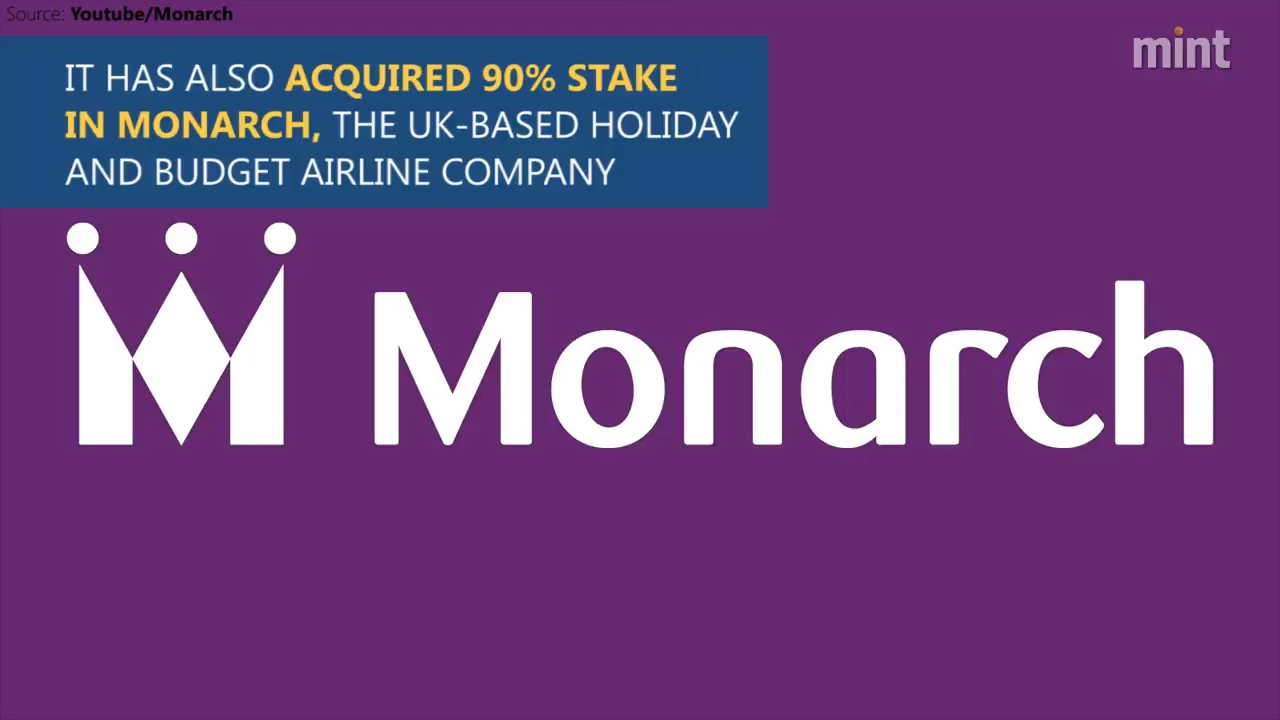 Source: Youtube/Monarch
mint
IT HAS ALSO ACQUIRED 90% STAKE
IN MONARCH, THE UK-BASED HOLIDAY
AND BUDGET AIRLINE COMPANY
Monarch